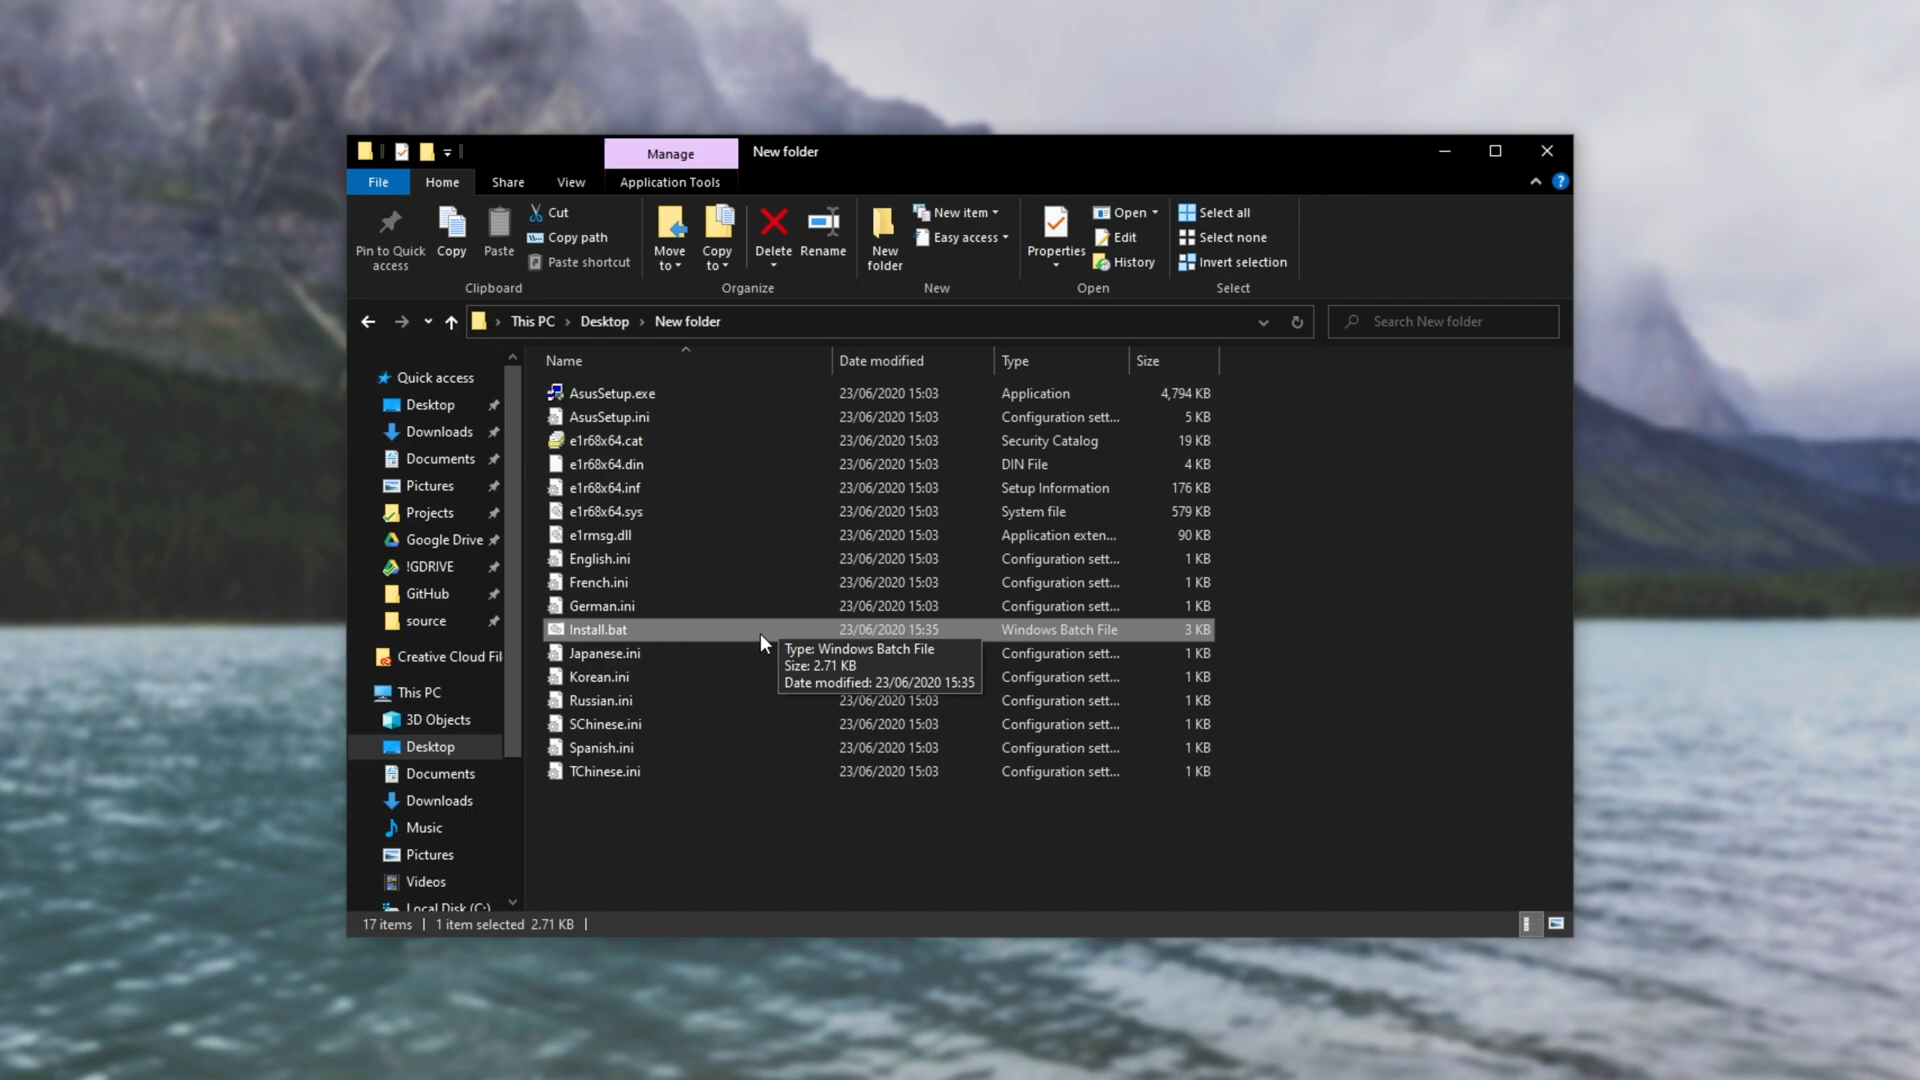 Manage
New folder
File
Home
Share
View
Application Tools
Pin to Quick access
Copy
Paste
Cut
Copy path
Paste shortcut
Clipboard
Move to
Copy to
Delete
Rename
Organize
New folder
New item
Easy access
New
Properties
Open
Edit
History
Open
Select all
Select none
Invert selection
Select
This PC > Desktop > New folder
Search New folder
Quick access
Desktop
Downloads
Documents
Pictures
Projects
Google Drive
!GDRIVE
GitHub
source
Creative Cloud Fil
This PC
3D Objects
Desktop
Documents
Downloads
Music
Pictures
Videos
Local Disk (C:)
Name Date modified Type Size
AsusSetup.exe 23/06/2020 15:03 Application 4,794 KB
AsusSetup.ini 23/06/2020 15:03 Configuration sett... 5 KB
e1r68x64.cat 23/06/2020 15:03 Security Catalog 19 KB
e1r68x64.din 23/06/2020 15:03 DIN File 4 KB
e1r68x64.inf 23/06/2020 15:03 Setup Information 176 KB
e1r68x64.sys 23/06/2020 15:03 System file 579 KB
e1rmsg.dll 23/06/2020 15:03 Application exten... 90 KB
English.ini 23/06/2020 15:03 Configuration sett... 1 KB
French.ini 23/06/2020 15:03 Configuration sett... 1 KB
German.ini 23/06/2020 15:03 Configuration sett... 1 KB
Install.bat 23/06/2020 15:35 Windows Batch File 3 KB
Japanese.ini Configuration sett... 1 KB
Korean.ini Configuration sett... 1 KB
Russian.ini 23/06/2020 15:03 Configuration sett... 1 KB
SChinese.ini 23/06/2020 15:03 Configuration sett... 1 KB
Spanish.ini 23/06/2020 15:03 Configuration sett... 1 KB
TChinese.ini 23/06/2020 15:03 Configuration sett... 1 KB
Type: Windows Batch File
Size: 2.71 KB
Date modified: 23/06/2020 15:35
17 items 1 item selected 2.71 KB